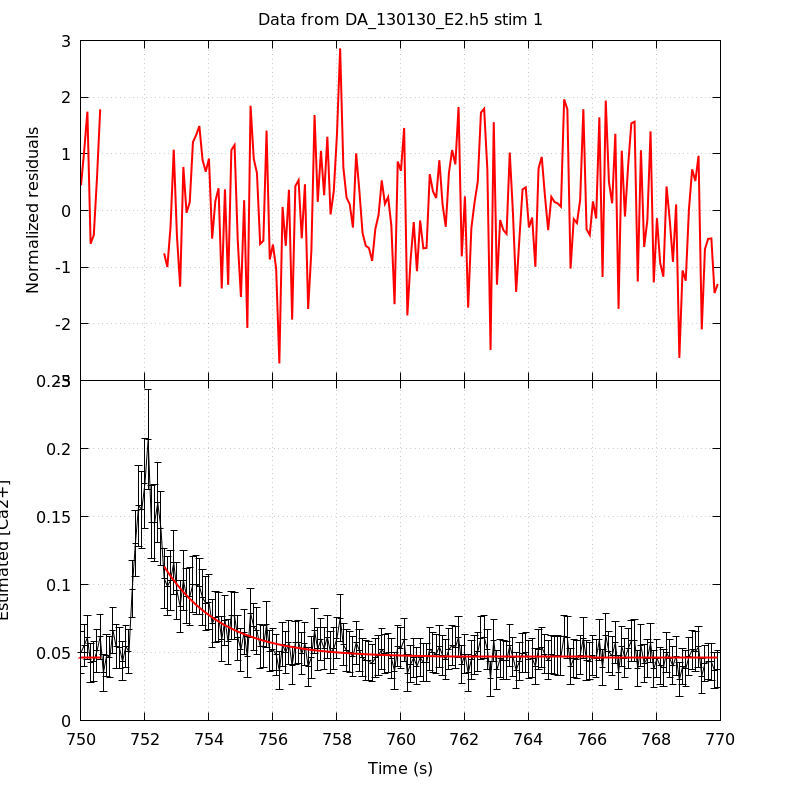 Data from DA_130130_E2.h5 stim 1
Normalized residuals
3
2
1
0
-1
-2
-3
0.25
0.2
0.15
0.1
0.05
0
Estimated [Ca2+]
750 752 754 756 758 760 762 764 766 768 770
Time (s)